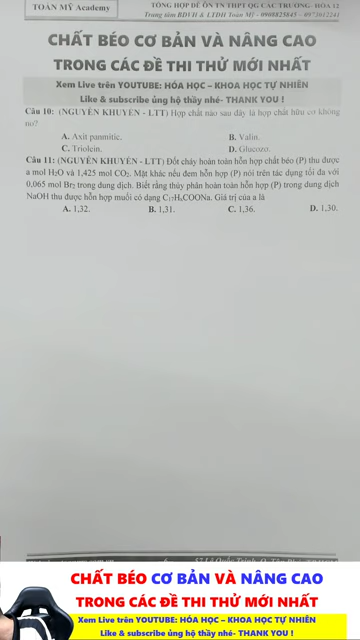 TOÁN MỸ Academy
TỔNG HỢP ĐỀ ÔN TN THPT QG CÁC TRƯỜNG- HÓA 12
Trung tâm BDVH & LTĐH Toán Mỹ - 0908825845 – 0973012241
CHẤT BÉO CƠ BẢN VÀ NÂNG CAO
TRONG CÁC ĐỀ THI THỬ MỚI NHẤT
Xem Live trên YOUTUBE: HÓA HỌC – KHOA HỌC TỰ NHIÊN
Like & subscribe ủng hộ thầy nhé- THANK YOU !
Câu 10: (NGUYỄN KHUYẾN - LTT) Hợp chất nào sau đây là hợp chất hữu cơ không
no?
A. Axit panmitic. B. Valin.
C. Triolein. D. Glucozơ.
Câu 11: (NGUYỄN KHUYẾN - LTT) Đốt cháy hoàn toàn hỗn hợp chất béo (P) thu được
a mol H₂O và 1,425 mol CO₂. Mặt khác nếu đem hỗn hợp (P) nói trên tác dụng tối đa với
0,065 mol Br₂ trong dung dịch. Biết rằng thủy phân hoàn toàn hỗn hợp (P) trong dung dịch
NaOH thu được hỗn hợp muối có dạng C₁₇HₓCOONa. Giá trị của a là
A. 1,32. B. 1,31. C. 1,36. D. 1,30.
CHẤT BÉO CƠ BẢN VÀ NÂNG CAO
TRONG CÁC ĐỀ THI THỬ MỚI NHẤT
Xem Live trên YOUTUBE: HÓA HỌC – KHOA HỌC TỰ NHIÊN
Like & subscribe ủng hộ thầy nhé- THANK YOU !